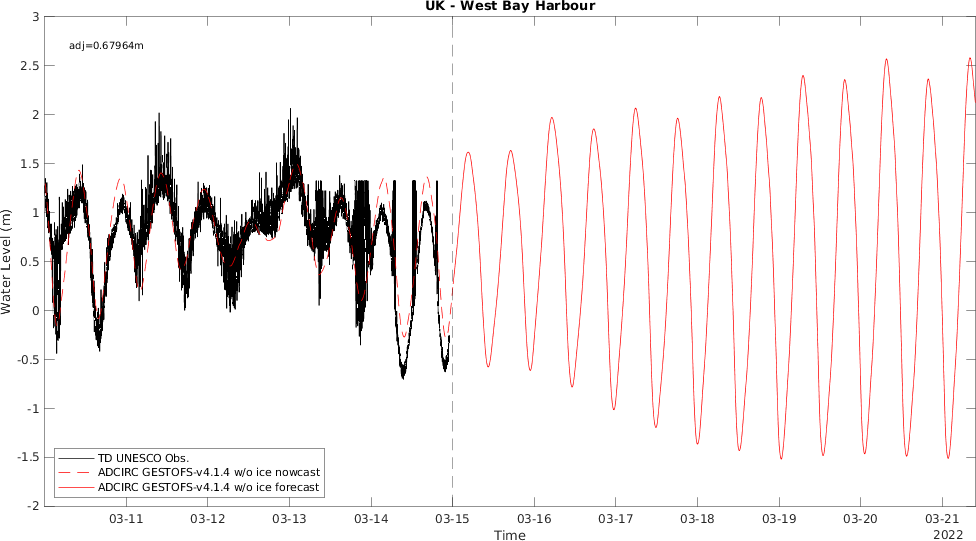 UK - West Bay Harbour
adj=0.67964m
3
2.5
2
1.5
1
0.5
0
-0.5
-1
-1.5
-2
Water Level (m)
TD UNESCO Obs.
ADCIRC GESTOFS-v4.1.4 w/o ice nowcast
ADCIRC GESTOFS-v4.1.4 w/o ice forecast
03-11 03-12 03-13 03-14 03-15 03-16 03-17 03-18 03-19 03-20 03-21
Time
2022